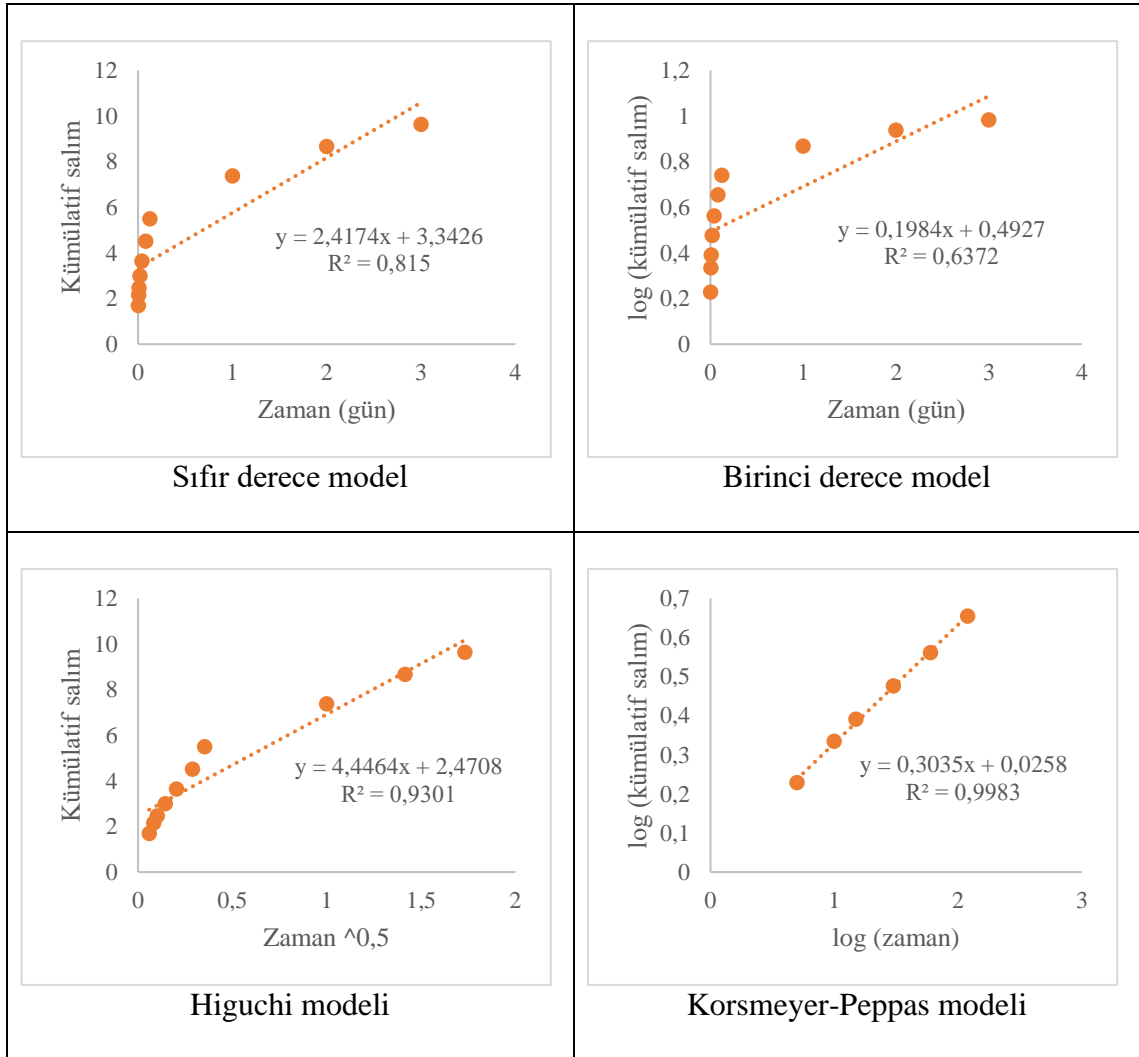 12
10
8
6
4
2
0
Kümülatif salım
y = 2,4174x + 3,3426
R² = 0,815
0 1 2 3 4
Zaman (gün)
Sıfır derece model
1,2
1
0,8
0,6
0,4
0,2
0
log (kümülatif salım)
y = 0,1984x + 0,4927
R² = 0,6372
0 1 2 3 4
Zaman (gün)
Birinci derece model
12
10
8
6
4
2
0
Kümülatif salım
y = 4,4464x + 2,4708
R² = 0,9301
0 0,5 1 1,5 2
Zaman ^0,5
Higuchi modeli
0,7
0,6
0,5
0,4
0,3
0,2
0,1
0
log (kümülatif salım)
y = 0,3035x + 0,0258
R² = 0,9983
0 1 2 3
log (zaman)
Korsmeyer-Peppas modeli